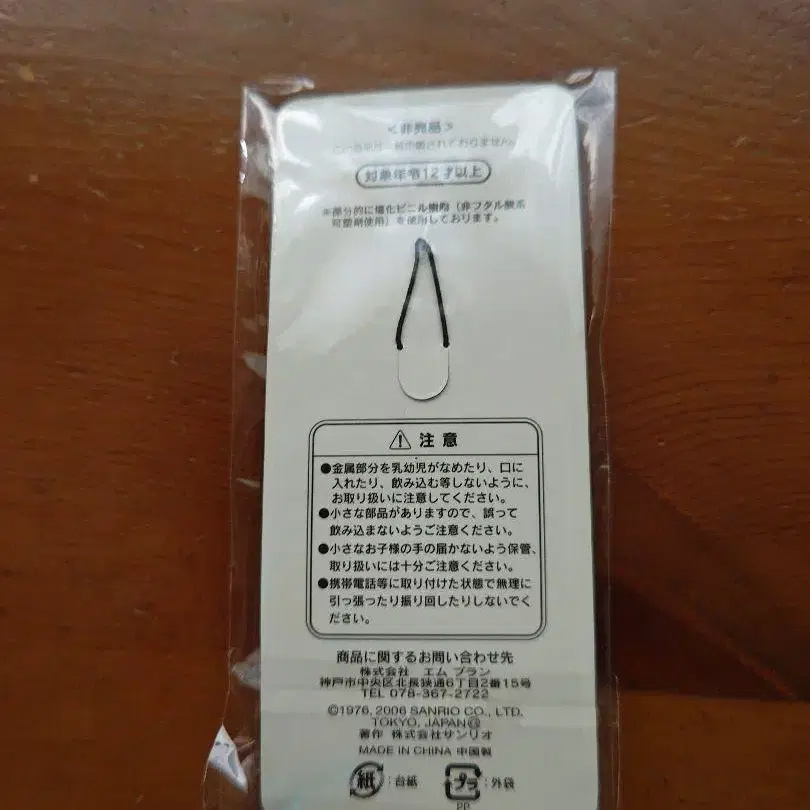 <非売品>
対象年令12才以上
※部分的に塩化ビニル樹脂（非フタル酸系
可塑剤使用）を使用しております。
⚠ 注意
●金属部分を乳幼児がなめたり、口に
入れたり、飲み込む等しないように、
お取り扱いに注意してください。
●小さな部品がありますので、誤って
飲み込まないようご注意ください。
●小さなお子様の手の届かないよう保管、
取り扱いには十分ご注意ください。
●携帯電話等に取り付けた状態で無理に
引っ張ったり振り回したりしないでく
ださい。
商品に関するお問い合わせ先
株式会社 エム プラン
神戸市中央区北長狭通6丁目2番15号
TEL 078-367-2722
©1976, 2006 SANRIO CO., LTD.
TOKYO, JAPAN Ⓛ
著作 株式会社サンリオ
MADE IN CHINA 中国製
紙：台紙 プラ：外袋
PP